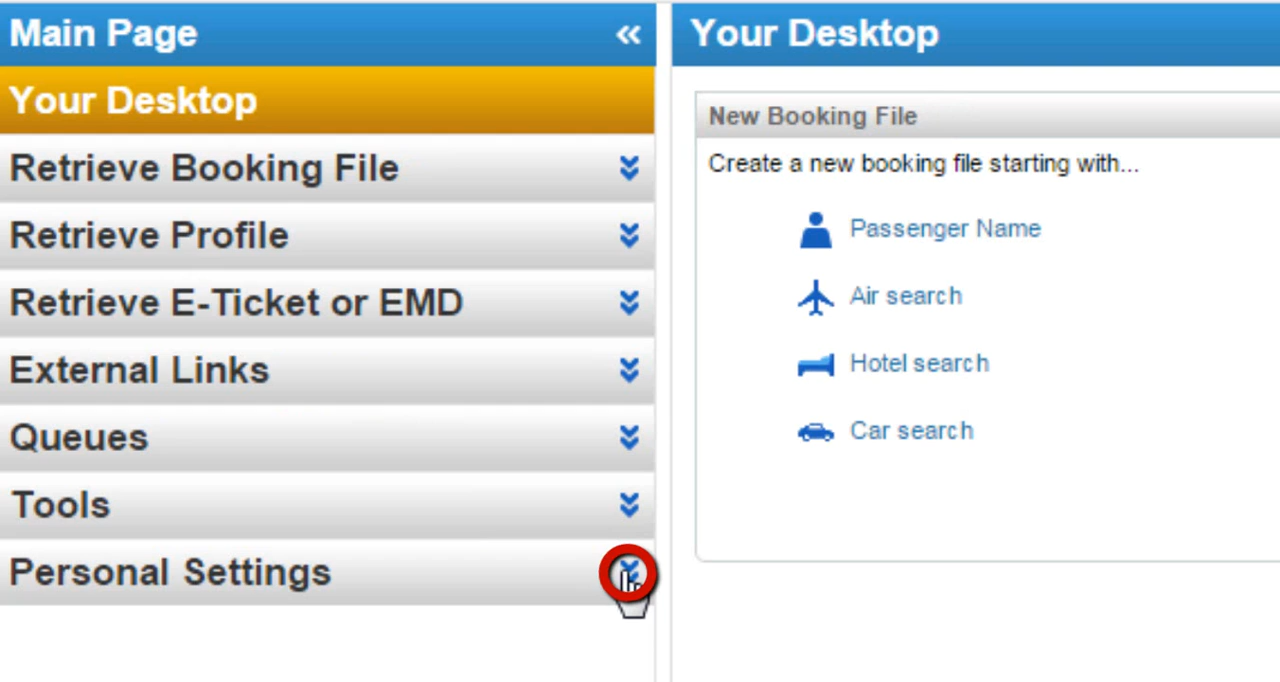 Main Page
Your Desktop
Retrieve Booking File
Retrieve Profile
Retrieve E-Ticket or EMD
External Links
Queues
Tools
Personal Settings
Your Desktop
New Booking File
Create a new booking file starting with...
Passenger Name
Air search
Hotel search
Car search